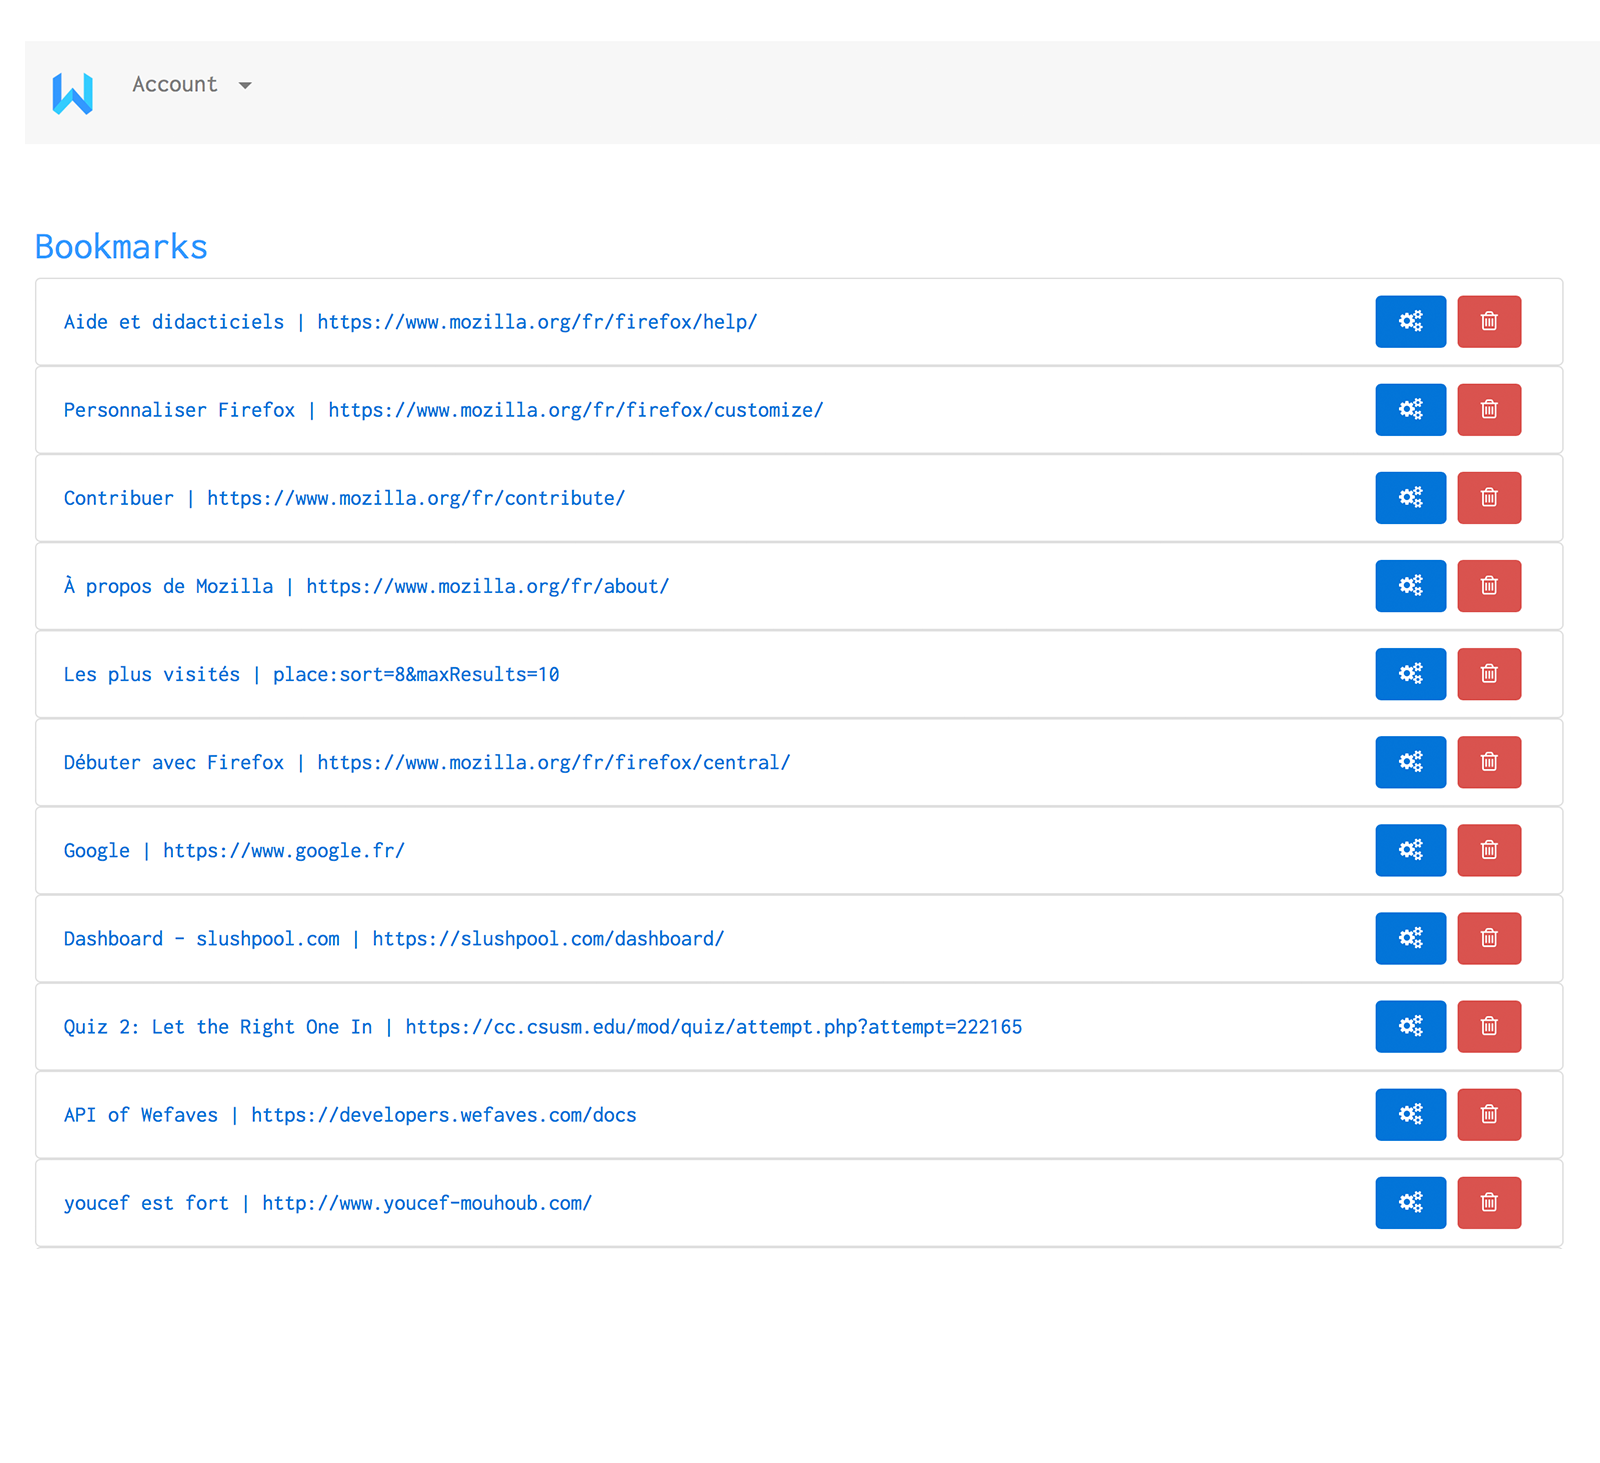 Account
Bookmarks
Aide et didacticiels | https://www.mozilla.org/fr/firefox/help/
Personnaliser Firefox | https://www.mozilla.org/fr/firefox/customize/
Contribuer | https://www.mozilla.org/fr/contribute/
À propos de Mozilla | https://www.mozilla.org/fr/about/
Les plus visités | place:sort=8&maxResults=10
Débuter avec Firefox | https://www.mozilla.org/fr/firefox/central/
Google | https://www.google.fr/
Dashboard - slushpool.com | https://slushpool.com/dashboard/
Quiz 2: Let the Right One In | https://cc.csusm.edu/mod/quiz/attempt.php?attempt=222165
API of Wefaves | https://developers.wefaves.com/docs
youcef est fort | http://www.youcef-mouhoub.com/